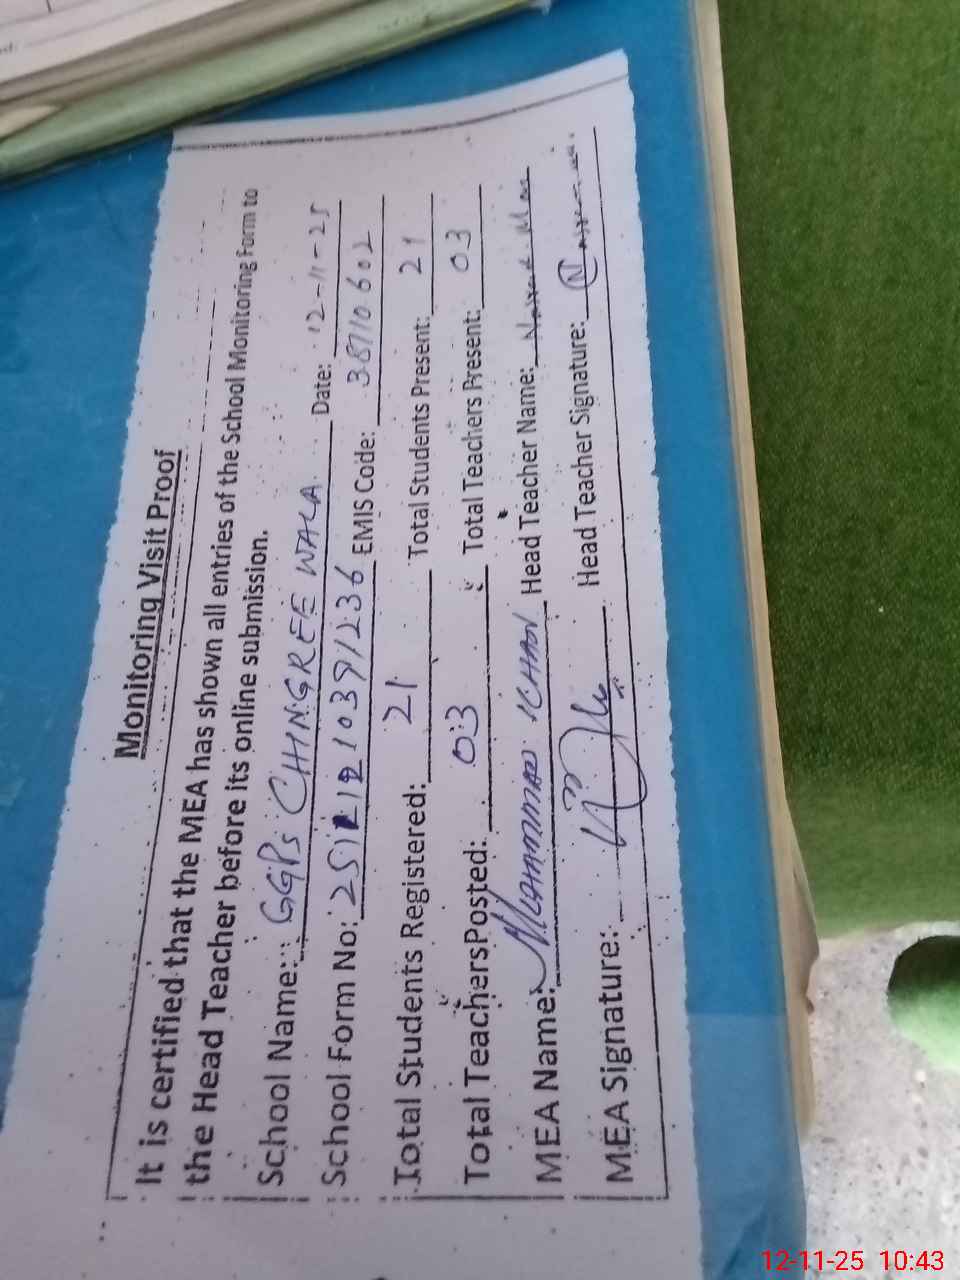 Monitoring Visit Proof
It is certified that the MEA has shown all entries of the School Monitoring Form to
the Head Teacher before its online submission.
School Name: GGPS CHINGREE WALA Date: 12-11-25
School Form No: 251121210391236 EMIS Code: 38710602
Total Students Registered: 21 Total Students Present: 21
Total TeachersPosted: 03 Total Teachers Present: 03
MEA Name: Muhammad KHAN Head Teacher Name:
MEA Signature: Head Teacher Signature:
12-11-25 10:43